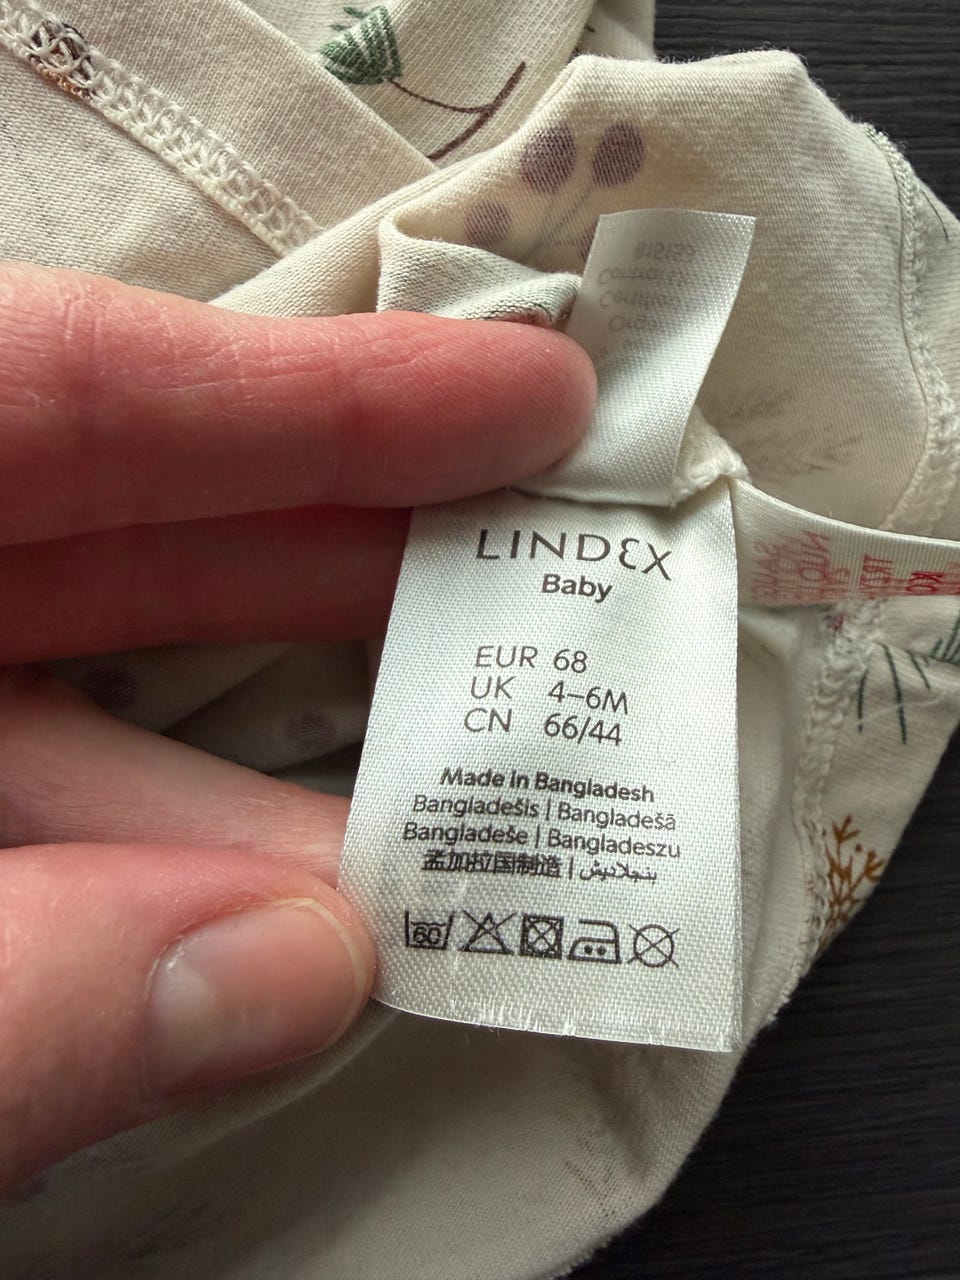 LINDEX
Baby
EUR 68
UK 4–6M
CN 66/44
Made in Bangladesh
Bangladešis | Bangladešā
Bangladeše | Bangladeszu
孟加拉国制造 | بنجلاديش
60